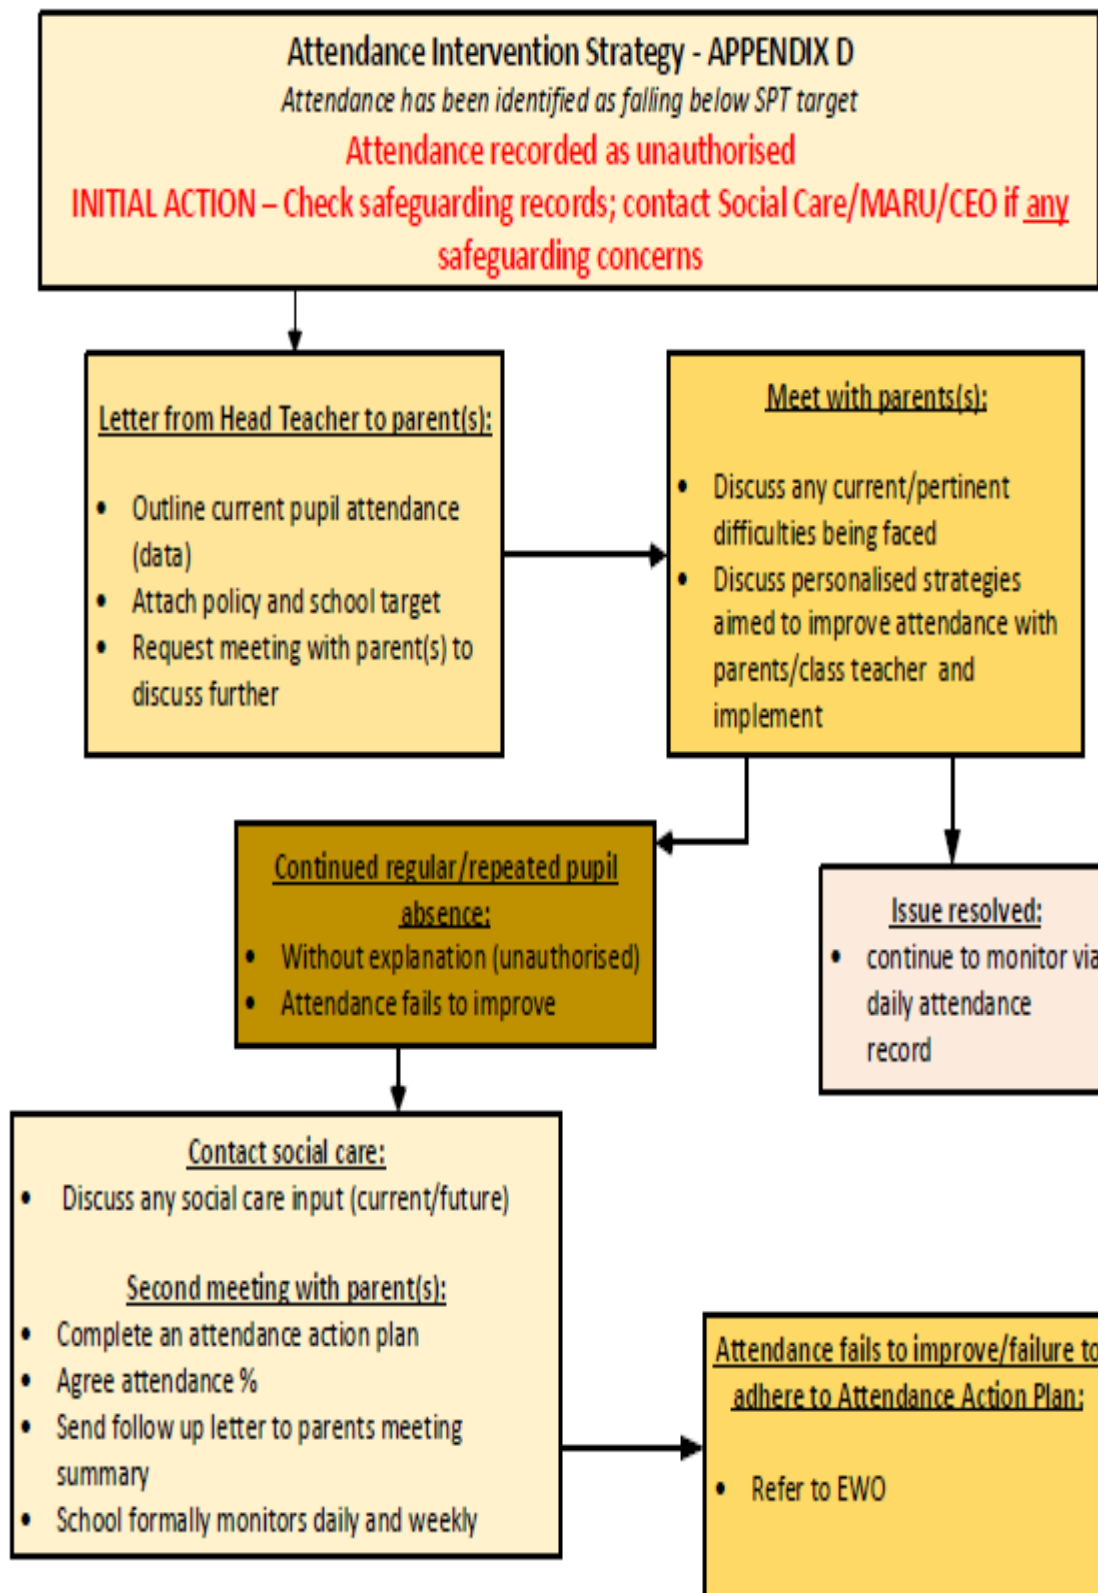 Attendance Intervention Strategy - APPENDIX D
Attendance has been identified as falling below SPT target
Attendance recorded as unauthorised
INITIAL ACTION – Check safeguarding records; contact Social Care/MARU/CEO if any
safeguarding concerns
Letter from Head Teacher to parent(s):
• Outline current pupil attendance
(data)
• Attach policy and school target
• Request meeting with parent(s) to
discuss further
Meet with parents(s):
• Discuss any current/pertinent
difficulties being faced
• Discuss personalised strategies
aimed to improve attendance with
parents/class teacher and
implement
Continued regular/repeated pupil
absence:
• Without explanation (unauthorised)
• Attendance fails to improve
Issue resolved:
• continue to monitor via
daily attendance
record
Contact social care:
• Discuss any social care input (current/future)
Second meeting with parent(s):
• Complete an attendance action plan
• Agree attendance %
• Send follow up letter to parents meeting
summary
• School formally monitors daily and weekly
Attendance fails to improve/failure to
adhere to Attendance Action Plan:
• Refer to EWO